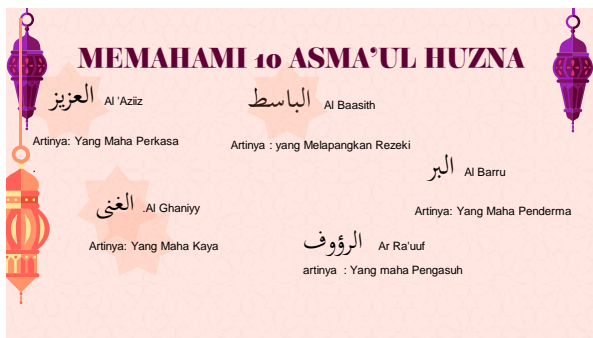 MEMAHAMI 10 ASMA'UL HUZNA
العزيز Al 'Aziiz
Artinya: Yang Maha Perkasa
.
الباسط Al Baasith
Artinya : yang Melapangkan Rezeki
البر Al Barru
Artinya: Yang Maha Penderma
الغنى .Al Ghaniyy
Artinya: Yang Maha Kaya
الرؤوف Ar Ra'uuf
artinya : Yang maha Pengasuh